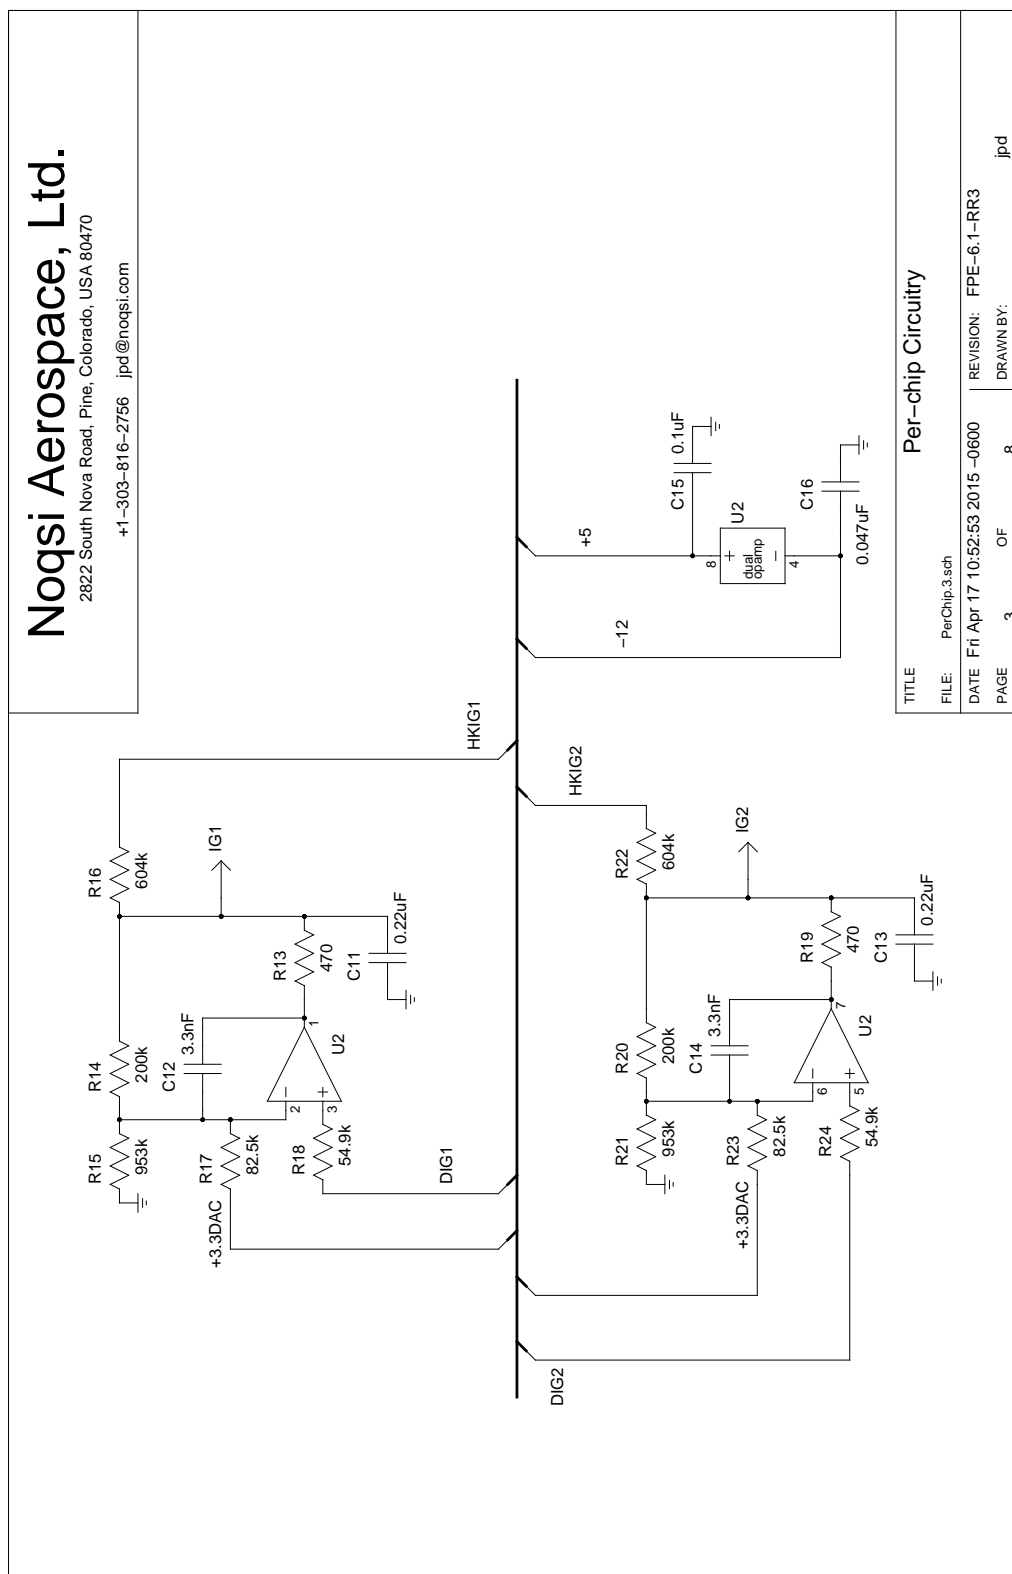 Noqsi Aerospace, Ltd.
2822 South Nova Road, Pine, Colorado, USA 80470
+1−303−816−2756 jpd@noqsi.com
R15
953k
R14
200k
R16
604k
C12
3.3nF
R17
82.5k
+3.3DAC
R18
54.9k
DIG1
2
3
1
U2
R13
470
C11
0.22uF
IG1
HKIG1
DIG2
R21
953k
R20
200k
R22
604k
C14
3.3nF
R23
82.5k
+3.3DAC
R24
54.9k
6
5
7
U2
R19
470
C13
0.22uF
IG2
HKIG2
−12
+5
C15
0.1uF
U2
8
dual
opamp
4
C16
0.047uF
TITLE
Per−chip Circuitry
FILE: PerChip.3.sch
REVISION: FPE−6.1−RR3
DATE Fri Apr 17 10:52:53 2015 −0600
PAGE 3 OF 8
DRAWN BY: jpd